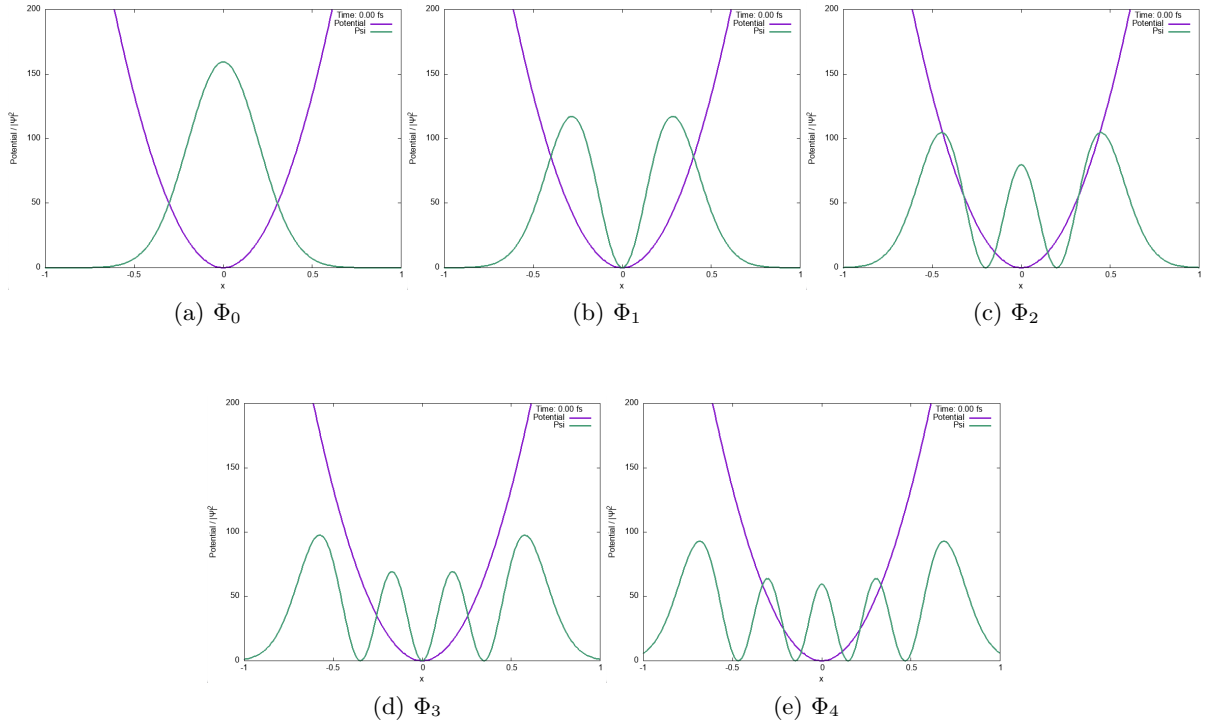 Time: 0.00 fs
Potential
Psi
200
150
100
50
0
Potential / |Ψ|²
-1
-0.5
0
0.5
1
x
(a) Φ₀
Time: 0.00 fs
Potential
Psi
200
150
100
50
0
Potential / |Ψ|²
-1
-0.5
0
0.5
1
x
(b) Φ₁
Time: 0.00 fs
Potential
Psi
200
150
100
50
0
Potential / |Ψ|²
-1
-0.5
0
0.5
1
x
(c) Φ₂
Time: 0.00 fs
Potential
Psi
200
150
100
50
0
Potential / |Ψ|²
-1
-0.5
0
0.5
1
x
(d) Φ₃
Time: 0.00 fs
Potential
Psi
200
150
100
50
0
Potential / |Ψ|²
-1
-0.5
0
0.5
1
x
(e) Φ₄